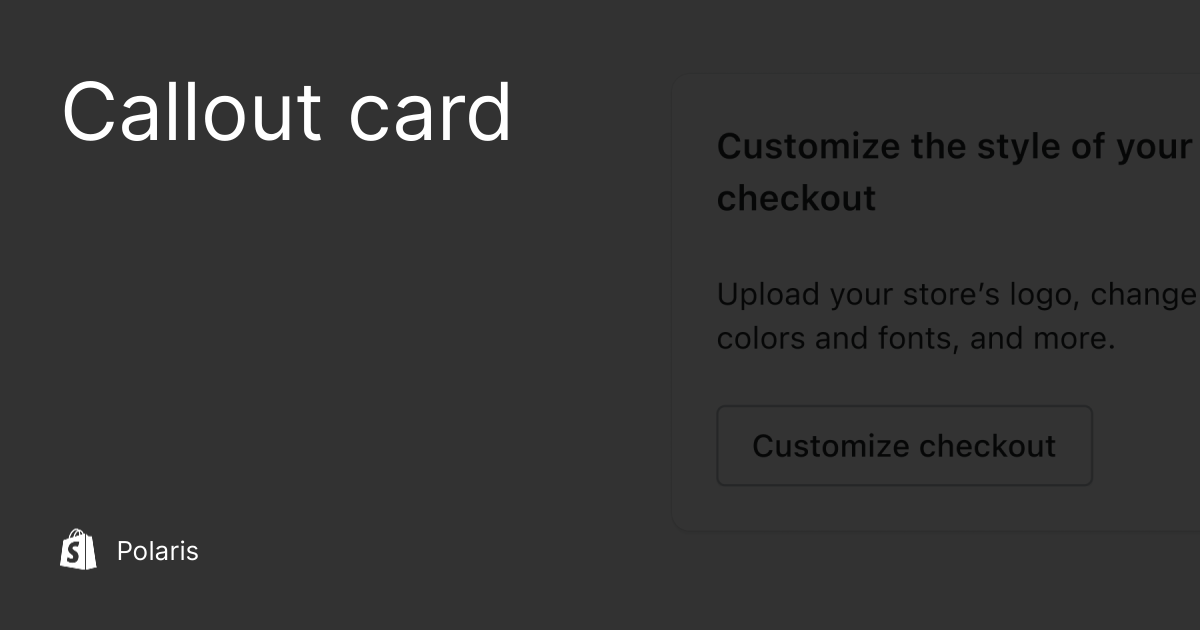 Callout card
Customize the style of your
checkout
Upload your store’s logo, change
colors and fonts, and more.
Customize checkout
Polaris